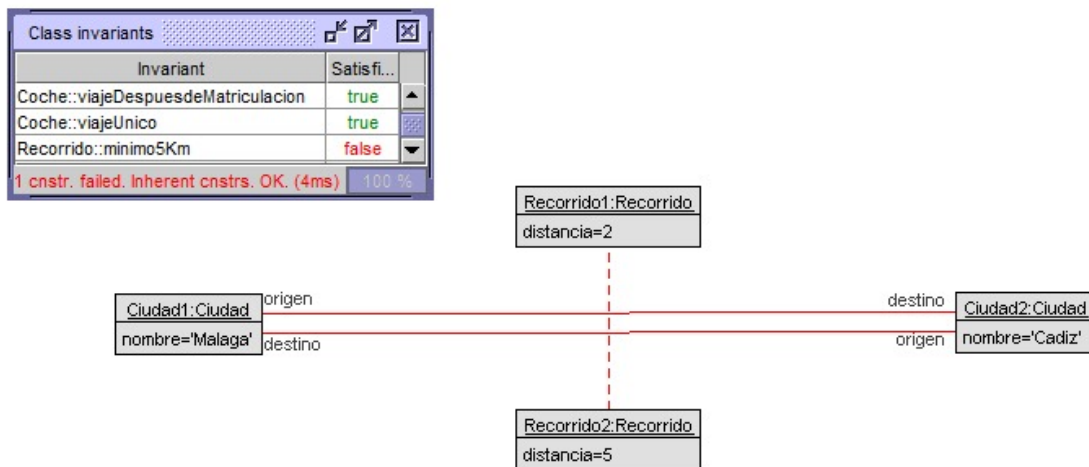 Class invariants
Invariant Satisfi...
Coche::viajeDespuesdeMatriculacion true
Coche::viajeUnico true
Recorrido::minimo5Km false
1 cnstr. failed. Inherent cnstrs. OK. (4ms) 100 %
Recorrido1:Recorrido
distancia=2
origen destino
Ciudad1:Ciudad Ciudad2:Ciudad
nombre='Malaga' nombre='Cadiz'
destino origen
Recorrido2:Recorrido
distancia=5